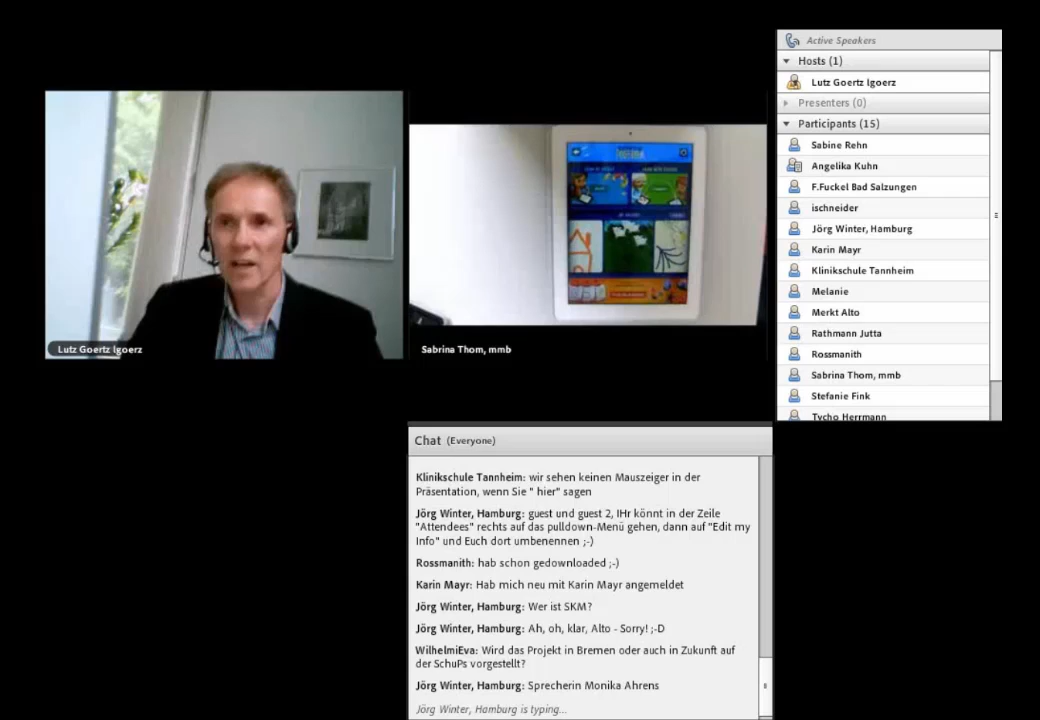 Active Speakers
Hosts (1)
Lutz Goertz lgoerz
Presenters (0)
Participants (15)
Sabine Rehn
Angelika Kuhn
F.Fuckel Bad Salzungen
ischneider
Jörg Winter, Hamburg
Karin Mayr
Klinikschule Tannheim
Melanie
Merkt Alto
Rathmann Jutta
Rossmanith
Sabrina Thom, mmb
Stefanie Fink
Tycho Herrmann
Lutz Goertz lgoerz
Sabrina Thom, mmb
Chat (Everyone)
Klinikschule Tannheim: wir sehen keinen Mauszeiger in der
Präsentation, wenn Sie " hier" sagen
Jörg Winter, Hamburg: guest und guest 2, IHr könnt in der Zeile
"Attendees" rechts auf das pulldown-Menü gehen, dann auf "Edit my
Info" und Euch dort umbenennen ;-)
Rossmanith: hab schon gedownloaded ;-)
Karin Mayr: Hab mich neu mit Karin Mayr angemeldet
Jörg Winter, Hamburg: Wer ist SKM?
Jörg Winter, Hamburg: Ah, oh, klar, Alto - Sorry! ;-D
WilhelmiEva: Wird das Projekt in Bremen oder auch in Zukunft auf
der SchuPs vorgestellt?
Jörg Winter, Hamburg: Sprecherin Monika Ahrens
Jörg Winter, Hamburg is typing...